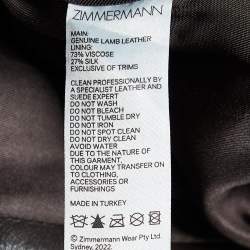 ZIMMERMANN
MAIN:
GENUINE LAMB LEATHER
LINING:
73% VISCOSE
27% SILK
EXCLUSIVE OF TRIMS
CLEAN PROFESSIONALLY BY
A SPECIALIST LEATHER AND
SUEDE EXPERT
DO NOT WASH
DO NOT BLEACH
DO NOT TUMBLE DRY
DO NOT IRON
DO NOT SPOT CLEAN
DO NOT DRY CLEAN
AVOID WATER
DUE TO THE NATURE OF
THIS GARMENT,
COLOUR MAY TRANSFER ON
TO CLOTHING,
ACCESSORIES OR
FURNISHINGS
MADE IN TURKEY
© Zimmermann Wear Pty Ltd.
Sydney, 2022.